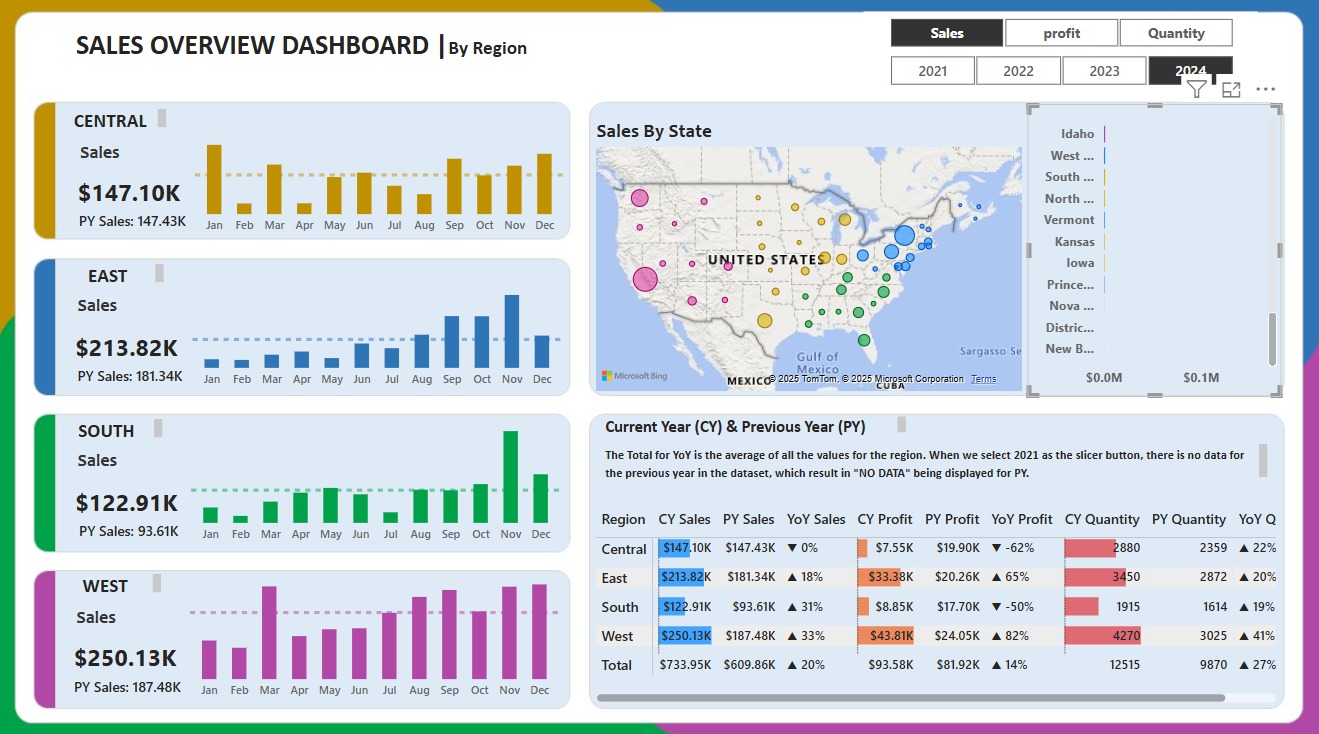 SALES OVERVIEW DASHBOARD | By Region
Sales profit Quantity
2021 2022 2023 2024
CENTRAL
Sales
$147.10K
PY Sales: 147.43K
Jan Feb Mar Apr May Jun Jul Aug Sep Oct Nov Dec
EAST
Sales
$213.82K
PY Sales: 181.34K
Jan Feb Mar Apr May Jun Jul Aug Sep Oct Nov Dec
SOUTH
Sales
$122.91K
PY Sales: 93.61K
Jan Feb Mar Apr May Jun Jul Aug Sep Oct Nov Dec
WEST
Sales
$250.13K
PY Sales: 187.48K
Jan Feb Mar Apr May Jun Jul Aug Sep Oct Nov Dec
Sales By State
UNITED STATES
Gulf of
Mexico
Sargasso Se
MEXICO
CUBA
Microsoft Bing
© 2025 TomTom, © 2025 Microsoft Corporation Terms
Idaho
West ...
South ...
North ...
Vermont
Kansas
Iowa
Prince...
Nova ...
Distric...
New B...
$0.0M $0.1M
Current Year (CY) & Previous Year (PY)
The Total for YoY is the average of all the values for the region. When we select 2021 as the slicer button, there is no data for
the previous year in the dataset, which result in "NO DATA" being displayed for PY.
Region CY Sales PY Sales YoY Sales CY Profit PY Profit YoY Profit CY Quantity PY Quantity YoY Q
Central $147.10K $147.43K ▼ 0% $7.55K $19.90K ▼ -62% 2880 2359 ▲ 22%
East $213.82K $181.34K ▲ 18% $33.38K $20.26K ▲ 65% 3450 2872 ▲ 20%
South $122.91K $93.61K ▲ 31% $8.85K $17.70K ▼ -50% 1915 1614 ▲ 19%
West $250.13K $187.48K ▲ 33% $43.81K $24.05K ▲ 82% 4270 3025 ▲ 41%
Total $733.95K $609.86K ▲ 20% $93.58K $81.92K ▲ 14% 12515 9870 ▲ 27%